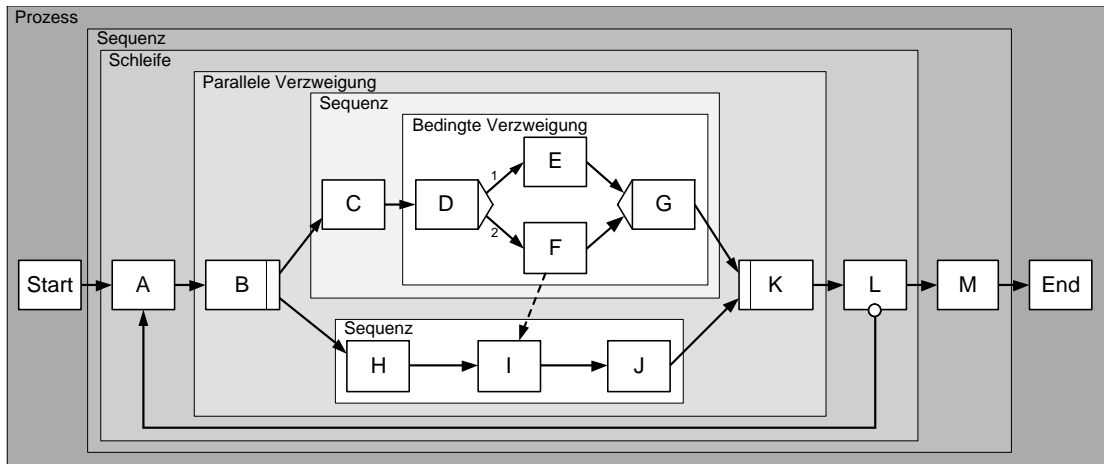 Prozess
Sequenz
Schleife
Parallele Verzweigung
Sequenz
Bedingte Verzweigung
E
1
C
D
G
2
F
Start
A
B
K
L
M
End
Sequenz
H
I
J